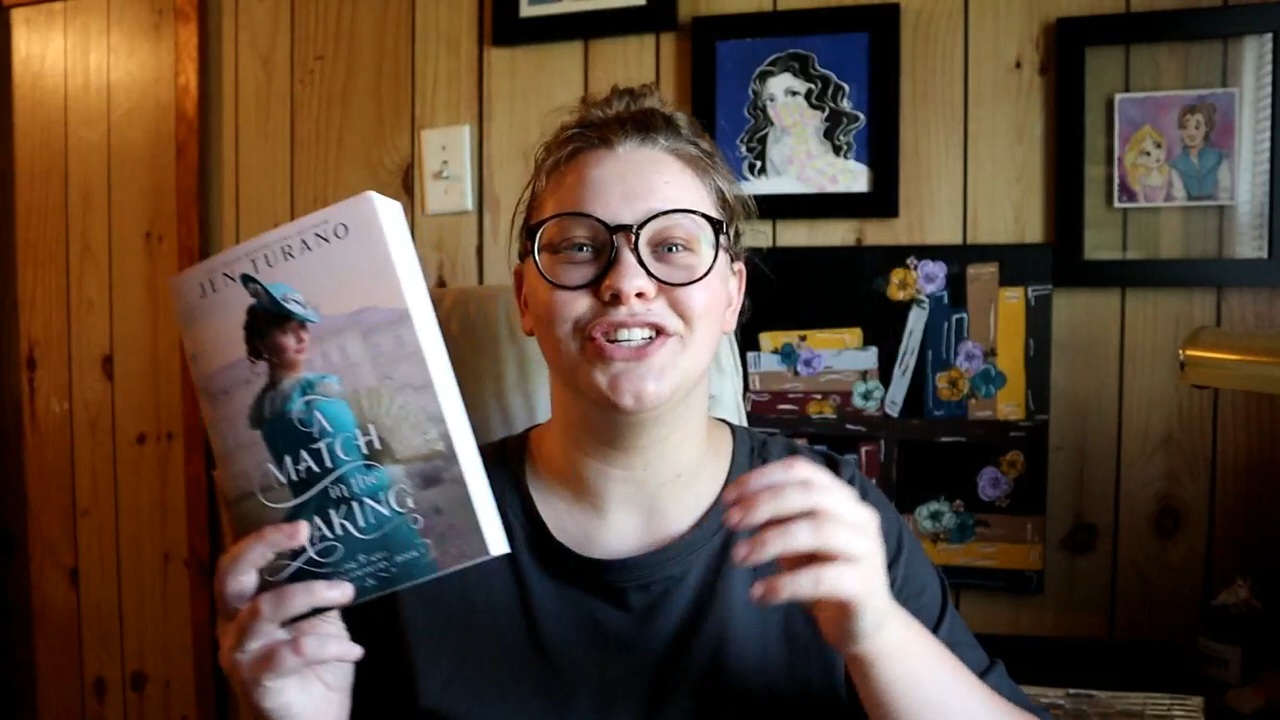 JEN TURANO
A
MATCH
in the
MAKING